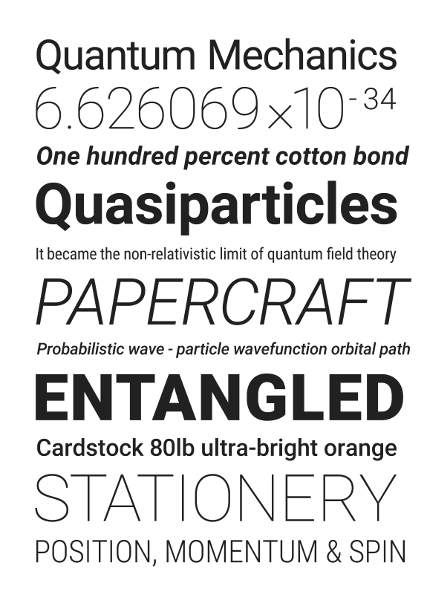 Quantum Mechanics
6.626069×10⁻³⁴
One hundred percent cotton bond
Quasiparticles
It became the non-relativistic limit of quantum field theory
PAPERCRAFT
Probabilistic wave - particle wavefunction orbital path
ENTANGLED
Cardstock 80lb ultra-bright orange
STATIONERY
POSITION, MOMENTUM & SPIN